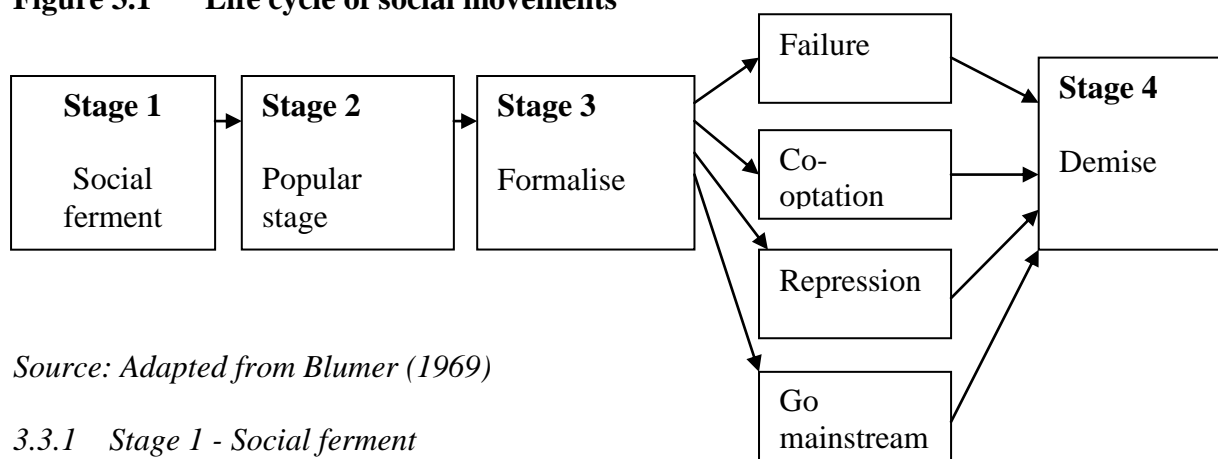 Figure 3.1 Life cycle of social movements
Stage 1
Social
ferment
Stage 2
Popular
stage
Stage 3
Formalise
Failure
Co-
optation
Repression
Go
mainstream
Stage 4
Demise
Source: Adapted from Blumer (1969)
3.3.1 Stage 1 - Social ferment